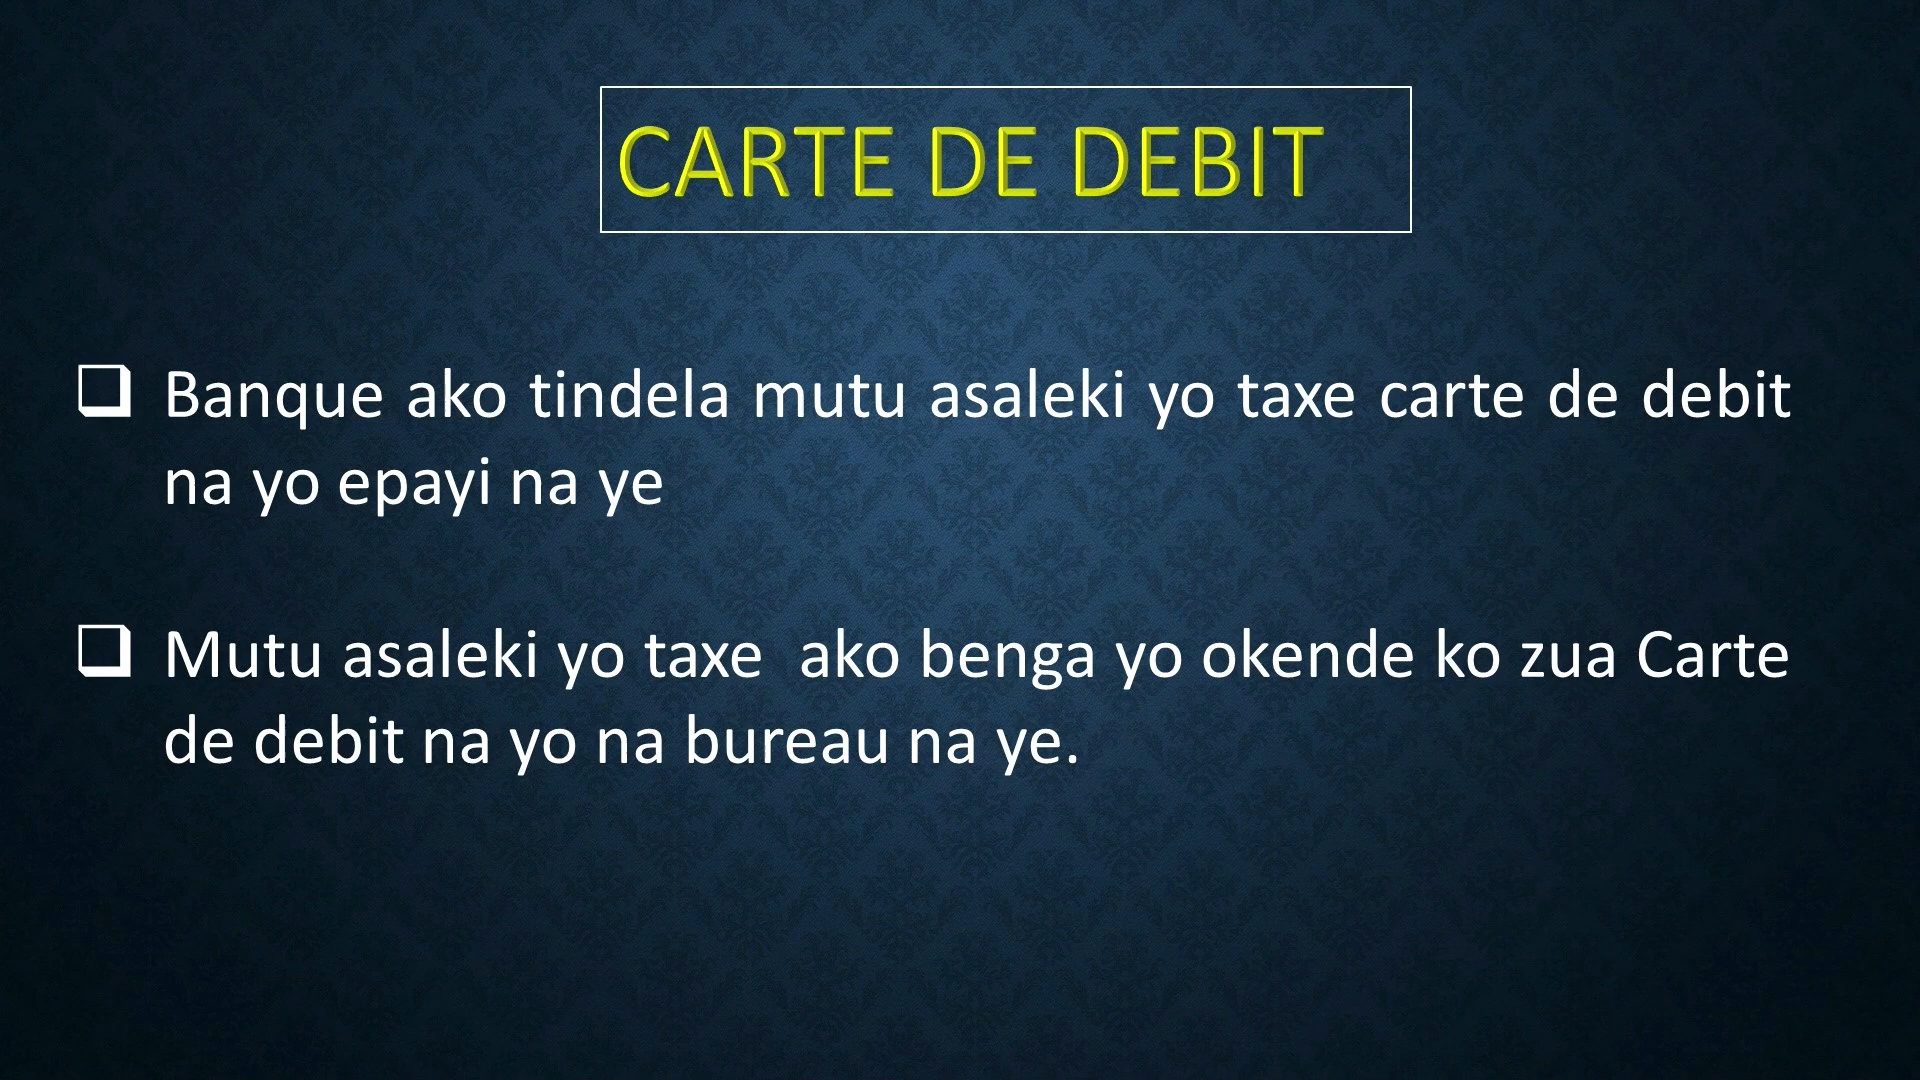 CARTE DE DEBIT
❑ Banque ako tindela mutu asaleki yo taxe carte de debit
na yo epayi na ye
❑ Mutu asaleki yo taxe  ako benga yo okende ko zua Carte
de debit na yo na bureau na ye.